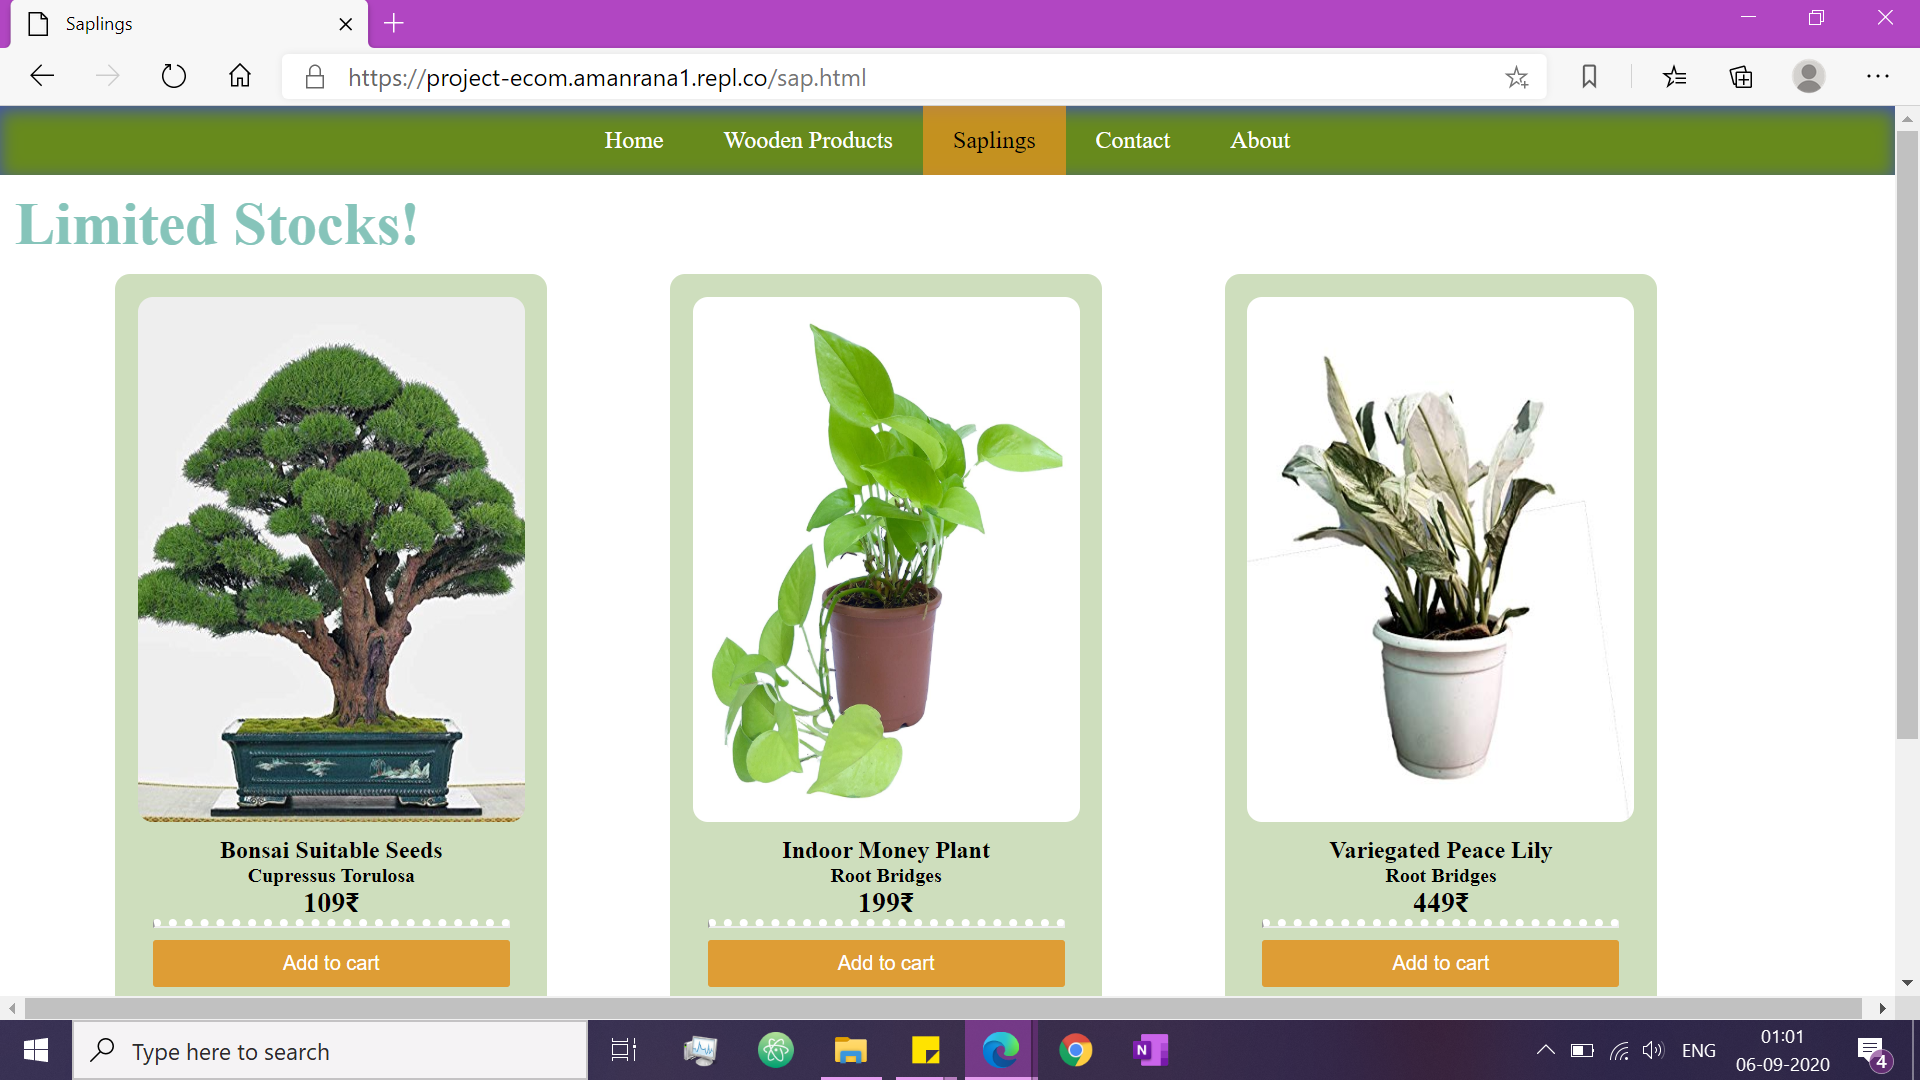 Saplings
https://project-ecom.amanrana1.repl.co/sap.html
Home Wooden Products Saplings Contact About
Limited Stocks!
Bonsai Suitable Seeds
Cupressus Torulosa
109₹
Add to cart
Indoor Money Plant
Root Bridges
199₹
Add to cart
Variegated Peace Lily
Root Bridges
449₹
Add to cart
Type here to search
N
ENG
01:01
06-09-2020
4